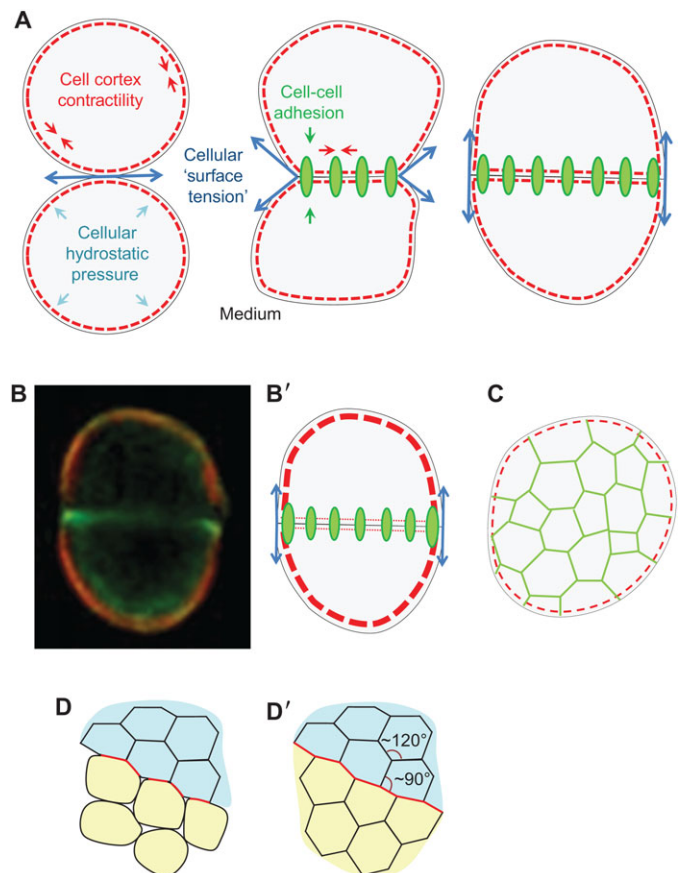 A
Cell cortex
contractility
Cell-cell
adhesion
Cellular
'surface
tension'
Cellular
hydrostatic
pressure
Medium
B
B′
C
D
D′
~120°
~90°